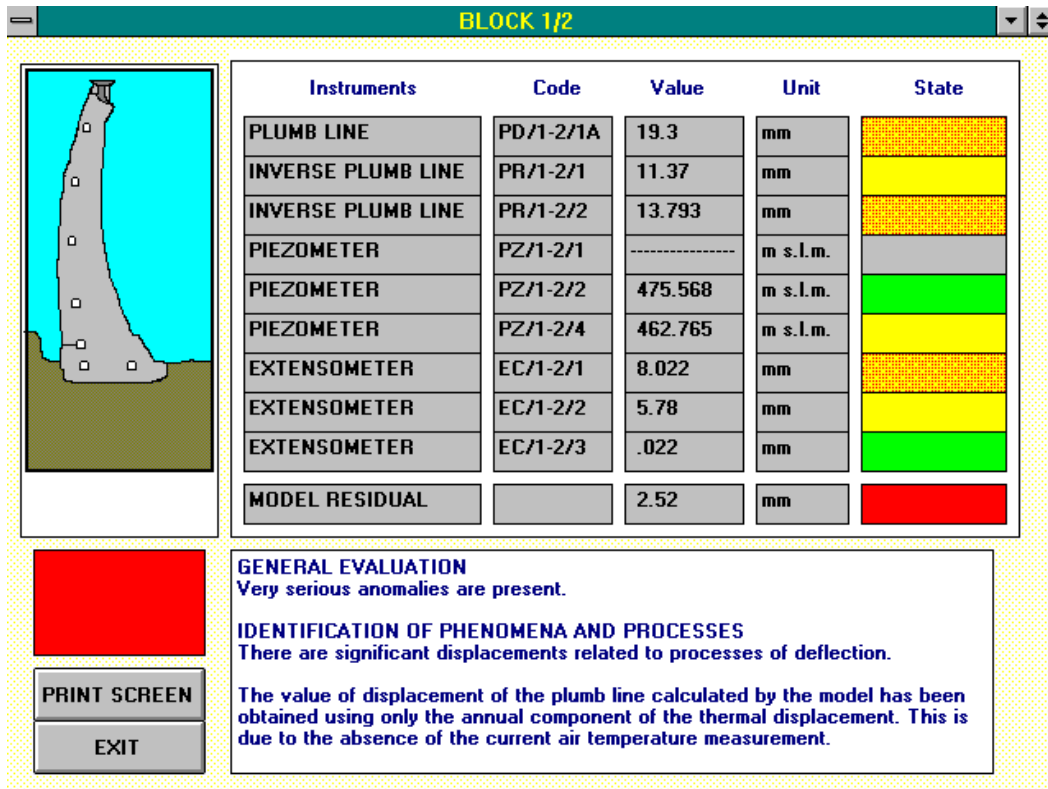 BLOCK 1/2
Instruments Code Value Unit State
PLUMB LINE PD/1-2/1A 19.3 mm
INVERSE PLUMB LINE PR/1-2/1 11.37 mm
INVERSE PLUMB LINE PR/1-2/2 13.793 mm
PIEZOMETER PZ/1-2/1 --------------- m s.l.m.
PIEZOMETER PZ/1-2/2 475.568 m s.l.m.
PIEZOMETER PZ/1-2/4 462.765 m s.l.m.
EXTENSOMETER EC/1-2/1 8.022 mm
EXTENSOMETER EC/1-2/2 5.78 mm
EXTENSOMETER EC/1-2/3 .022 mm
MODEL RESIDUAL 2.52 mm
GENERAL EVALUATION
Very serious anomalies are present.
IDENTIFICATION OF PHENOMENA AND PROCESSES
There are significant displacements related to processes of deflection.
The value of displacement of the plumb line calculated by the model has been
obtained using only the annual component of the thermal displacement. This is
due to the absence of the current air temperature measurement.
PRINT SCREEN
EXIT